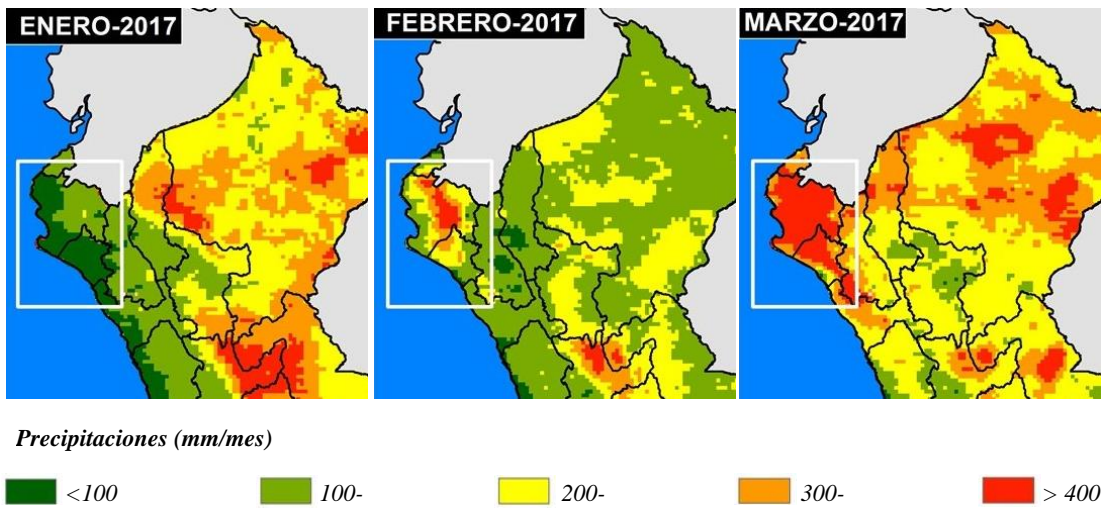 ENERO-2017
FEBRERO-2017
MARZO-2017
Precipitaciones (mm/mes)
<100
100-
200-
300-
> 400